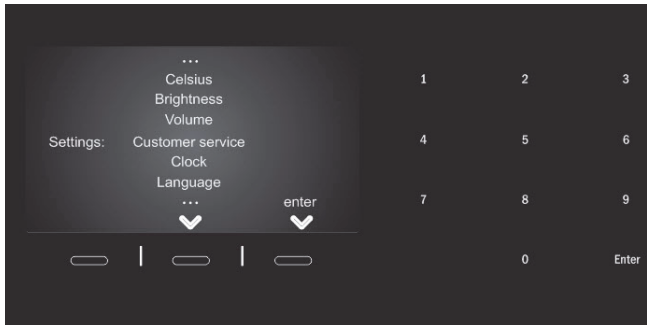 ...
Celsius
Brightness
Volume
Settings: Customer service
Clock
Language
...
enter
1 2 3
4 5 6
7 8 9
0 Enter